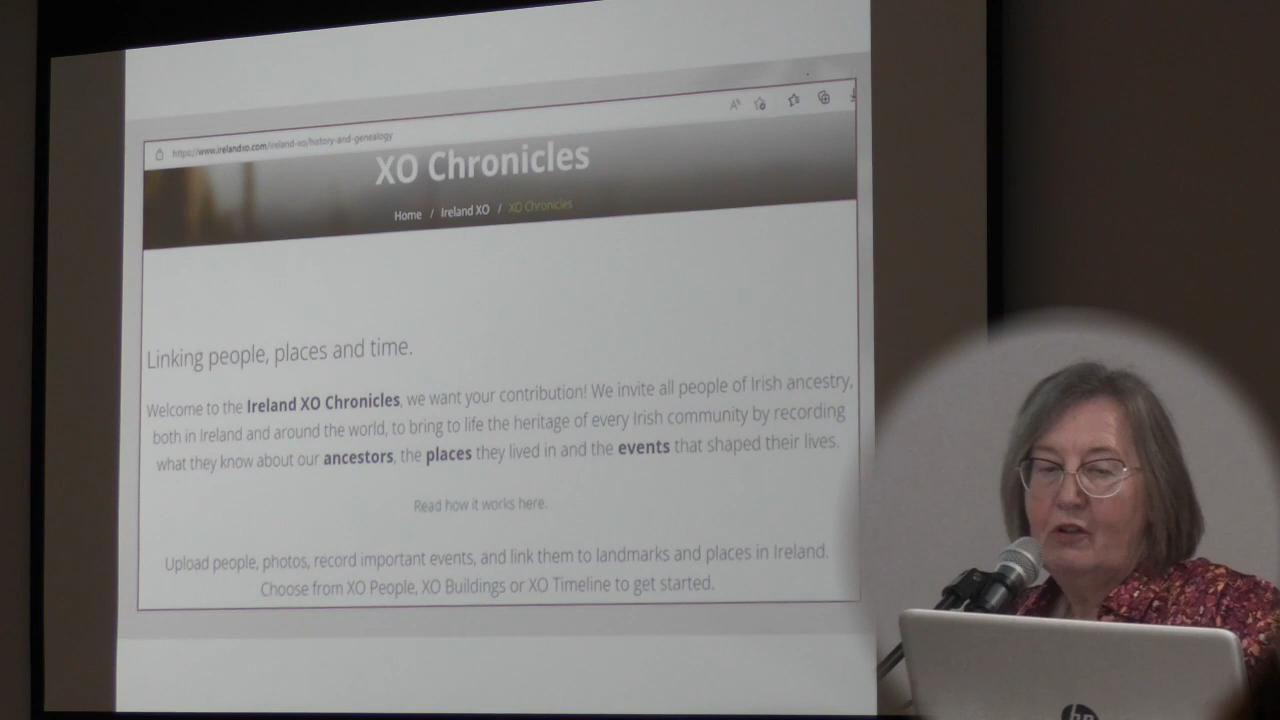 https://www.irelandxo.com/ireland-xo/history-and-genealogy
XO Chronicles
Home / Ireland XO / XO Chronicles
Linking people, places and time.
Welcome to the Ireland XO Chronicles, we want your contribution! We invite all people of Irish ancestry,
both in Ireland and around the world, to bring to life the heritage of every Irish community by recording
what they know about our ancestors, the places they lived in and the events that shaped their lives.
Read how it works here.
Upload people, photos, record important events, and link them to landmarks and places in Ireland.
Choose from XO People, XO Buildings or XO Timeline to get started.
hp